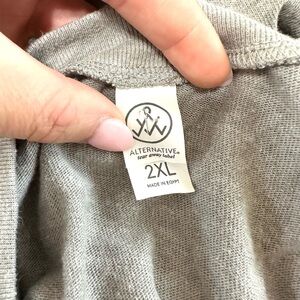 ALTERNATIVE®
tear away label
2XL
MADE IN EGYPT